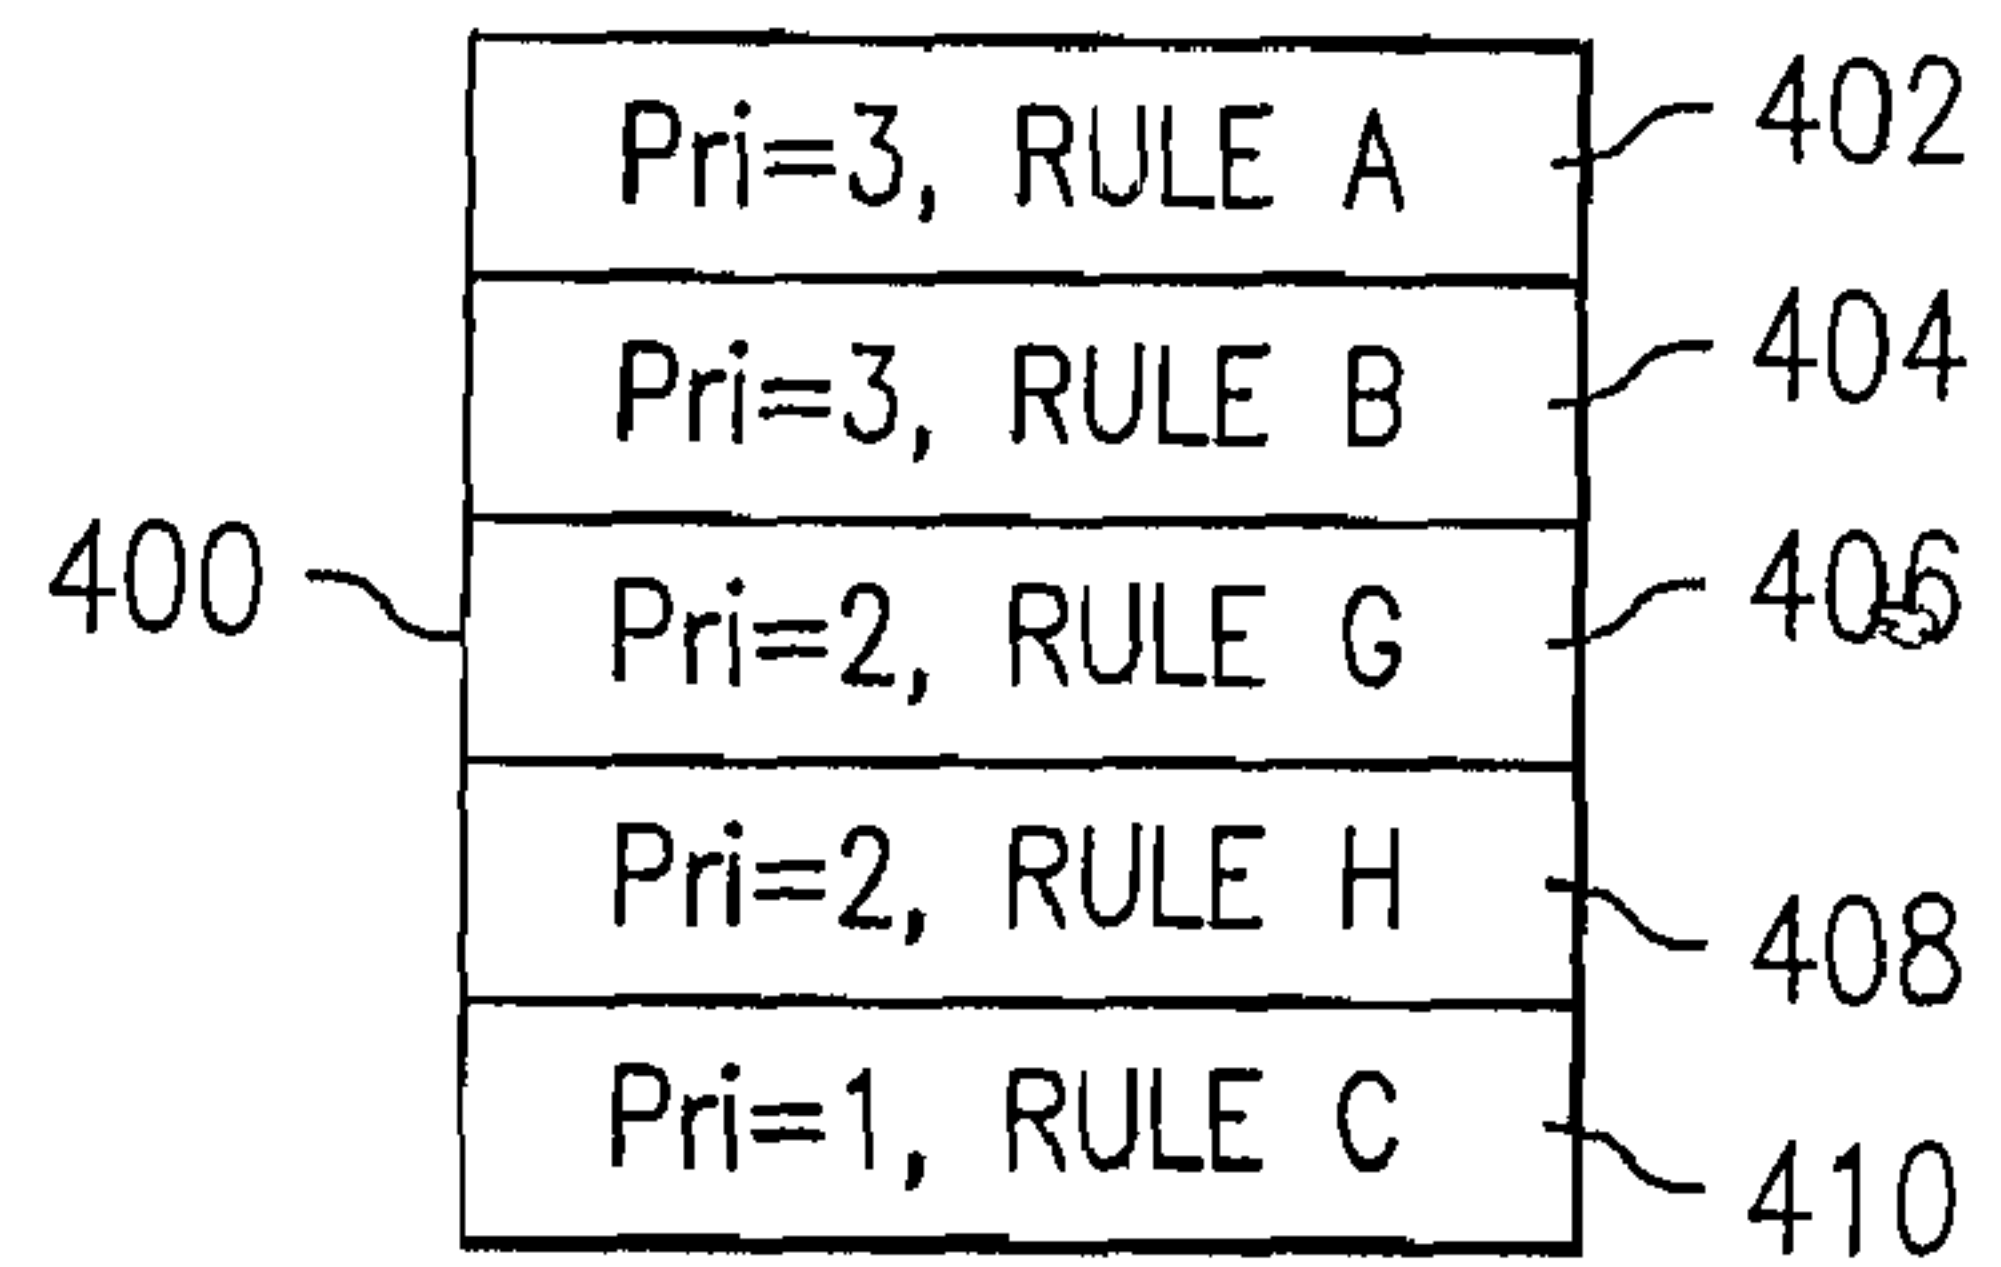 Pri=3, RULE A 402
Pri=3, RULE B 404
400
Pri=2, RULE G 406
Pri=2, RULE H 408
Pri=1, RULE C 410